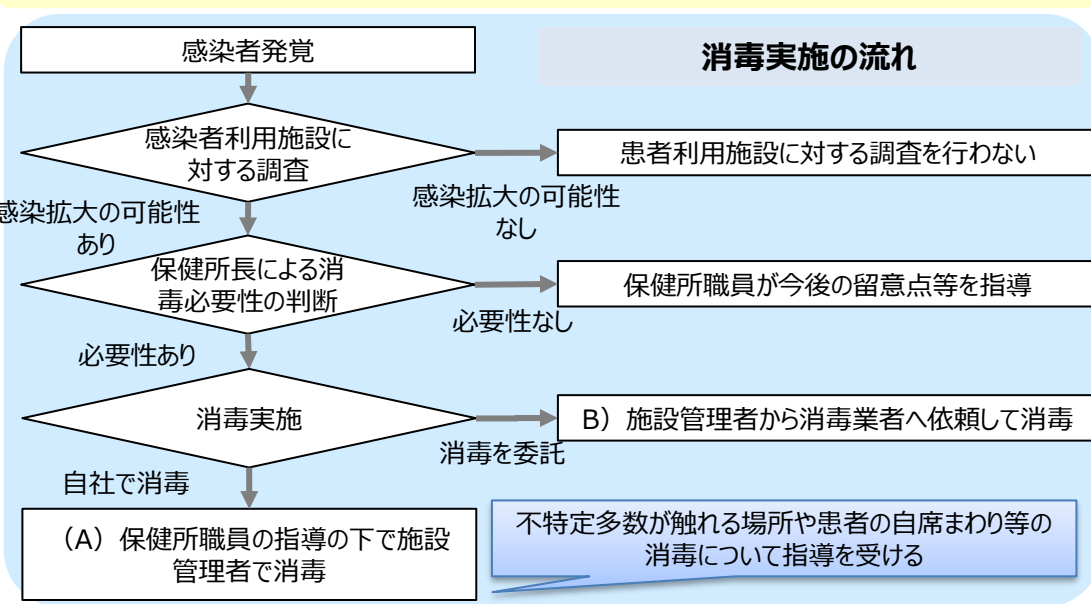 感染者発覚
消毒実施の流れ
感染者利用施設に
対する調査
患者利用施設に対する調査を行わない
感染拡大の可能性
なし
感染拡大の可能性
あり
保健所長による消
毒必要性の判断
保健所職員が今後の留意点等を指導
必要性なし
必要性あり
消毒実施
B）施設管理者から消毒業者へ依頼して消毒
消毒を委託
自社で消毒
（A）保健所職員の指導の下で施設
管理者で消毒
不特定多数が触れる場所や患者の自席まわり等の
消毒について指導を受ける